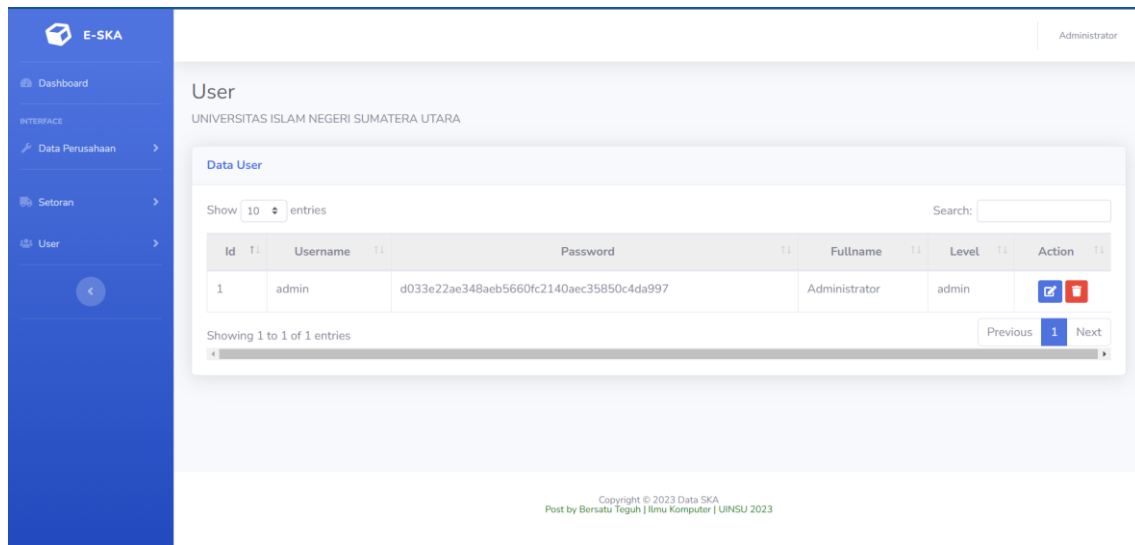 E-SKA
Administrator
Dashboard
INTERFACE
Data Perusahaan
Setoran
User
User
UNIVERSITAS ISLAM NEGERI SUMATERA UTARA
Data User
Show 10 entries
Search:
Id Username Password Fullname Level Action
1 admin d033e22ae348aeb5660fc2140aec35850c4da997 Administrator admin
Showing 1 to 1 of 1 entries
Previous 1 Next
Copyright © 2023 Data SKA
Post by Bersatu Teguh | Ilmu Komputer | UINSU 2023